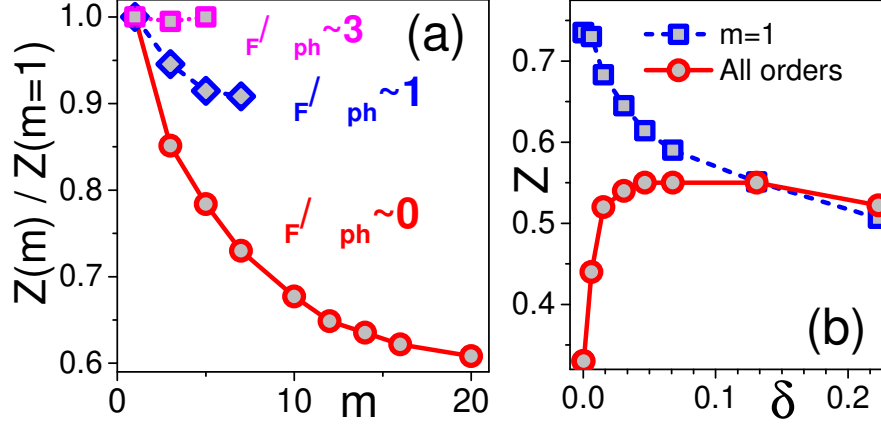 (a)
F/ ph~3
F/ ph~1
F/ ph~0
1.0
0.9
0.8
0.7
0.6
Z(m) / Z(m=1)
0
10
20
m
m=1
All orders
(b)
0.7
0.6
0.5
0.4
Z
0.0
0.1
0.2
δ